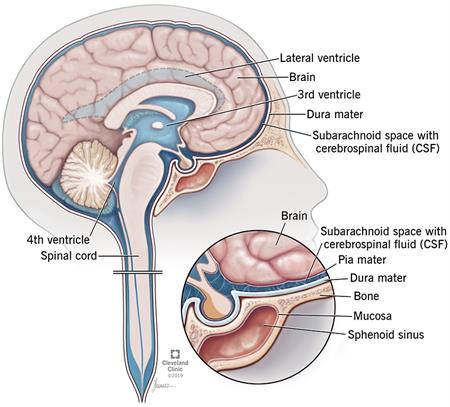 Lateral ventricle
Brain
3rd ventricle
Dura mater
Subarachnoid space with
cerebrospinal fluid (CSF)
4th ventricle
Spinal cord
Brain
Subarachnoid space with
cerebrospinal fluid (CSF)
Pia mater
Dura mater
Bone
Mucosa
Sphenoid sinus
Cleveland
Clinic
©2019